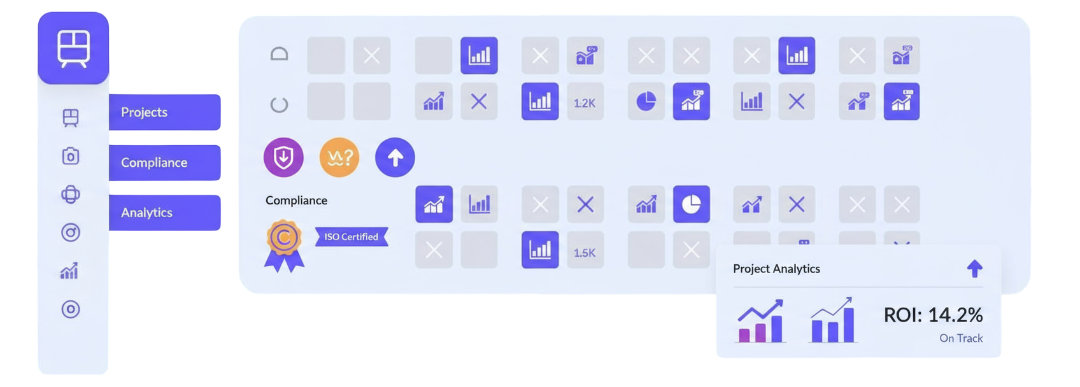 Projects
Compliance
Analytics
1.2K
Compliance
C
ISO Certified
1.5K
Project Analytics
ROI: 14.2%
On Track